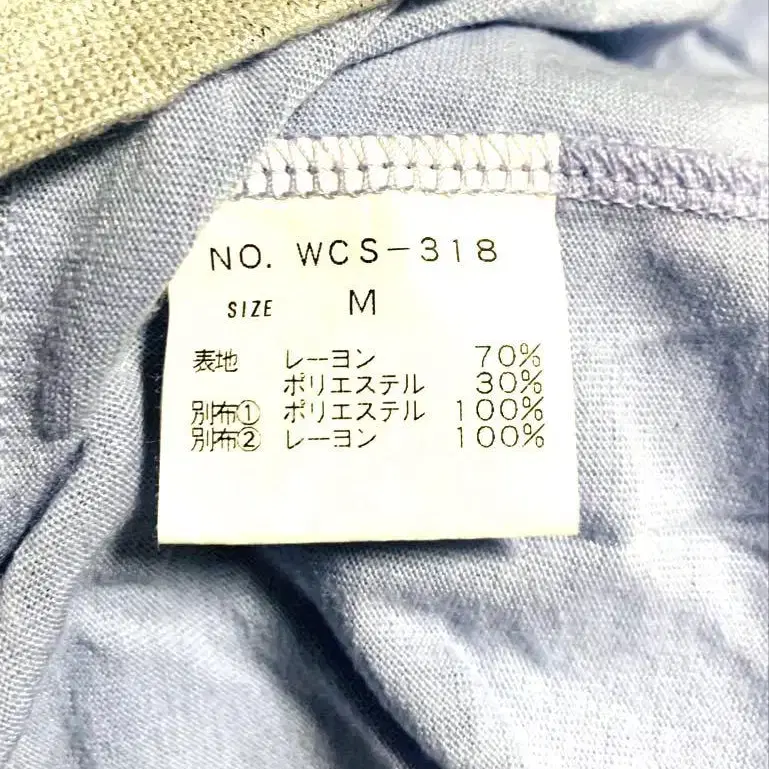 NO. WCS-318
SIZE M
表地 レーヨン 70%
ポリエステル 30%
別布① ポリエステル 100%
別布② レーヨン 100%